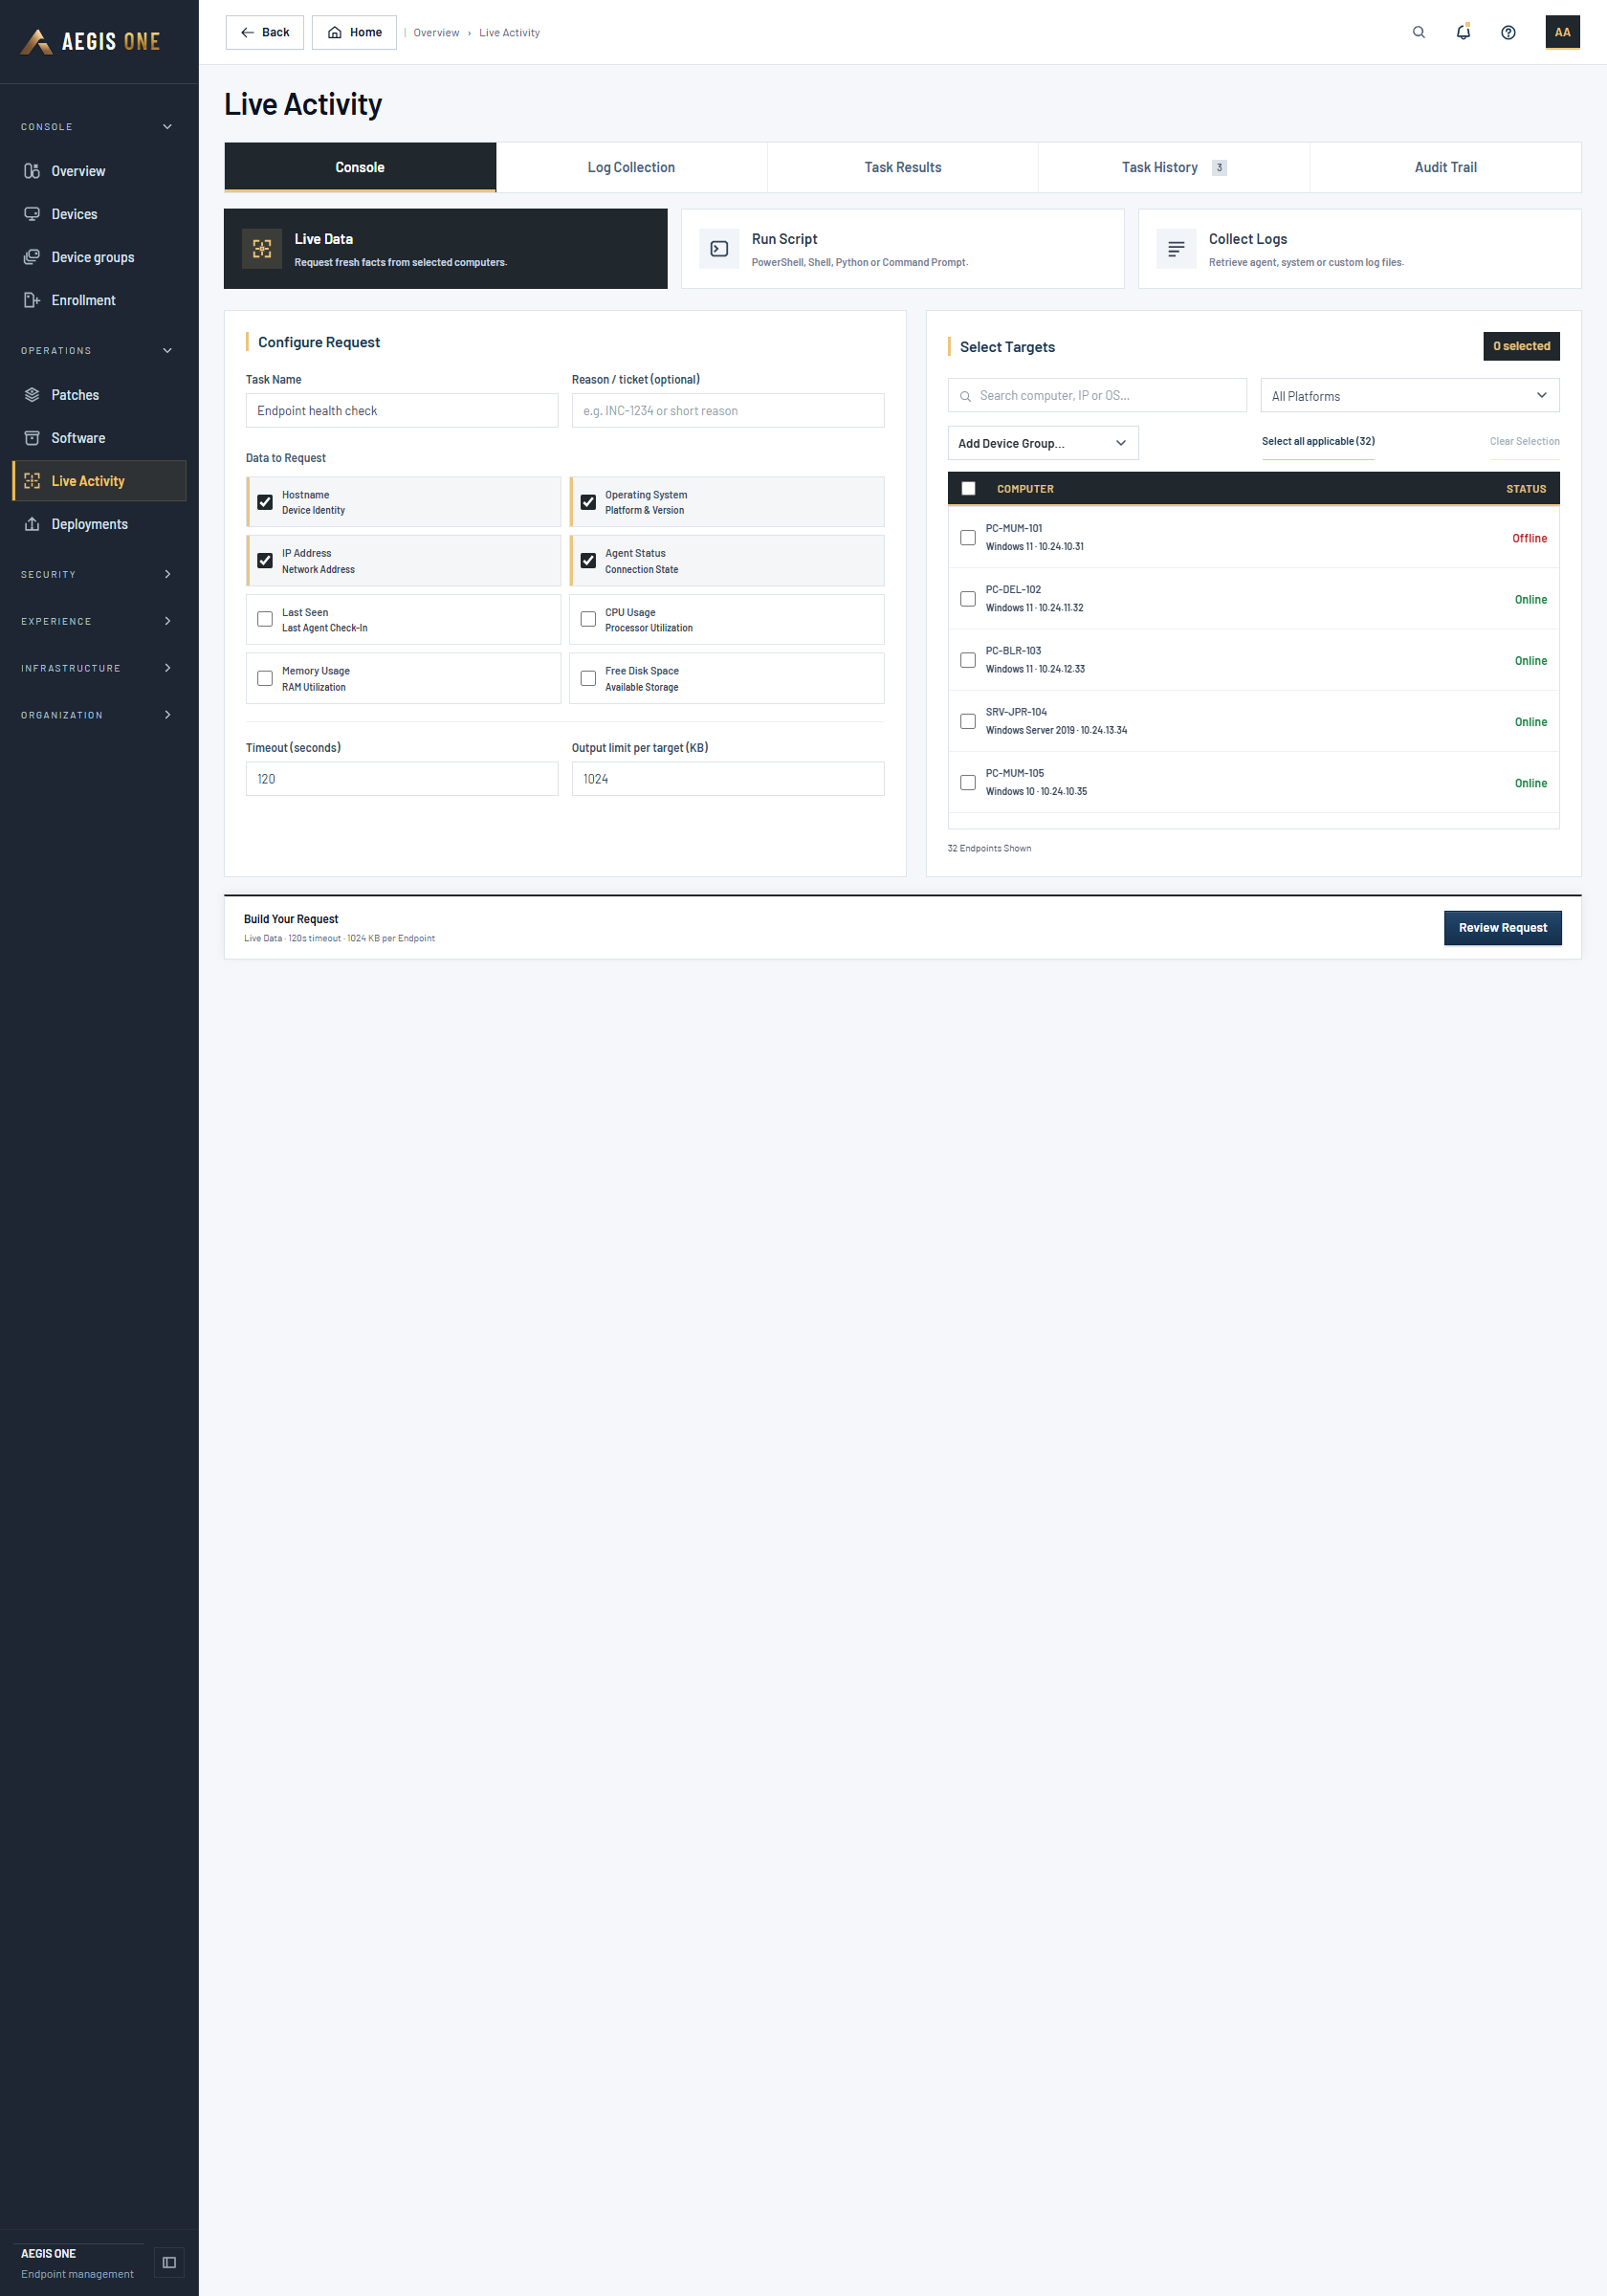 AEGIS ONE
CONSOLE
Overview
Devices
Device groups
Enrollment
OPERATIONS
Patches
Software
Live Activity
Deployments
SECURITY
EXPERIENCE
INFRASTRUCTURE
ORGANIZATION
AEGIS ONE
Endpoint management
Back Home | Overview › Live Activity AA
Live Activity
Console Log Collection Task Results Task History 3 Audit Trail
Live Data
Request fresh facts from selected computers.
Run Script
PowerShell, Shell, Python or Command Prompt.
Collect Logs
Retrieve agent, system or custom log files.
Configure Request
Task Name
Endpoint health check
Reason / ticket (optional)
e.g. INC-1234 or short reason
Data to Request
Hostname
Device Identity
Operating System
Platform & Version
IP Address
Network Address
Agent Status
Connection State
Last Seen
Last Agent Check-In
CPU Usage
Processor Utilization
Memory Usage
RAM Utilization
Free Disk Space
Available Storage
Timeout (seconds)
120
Output limit per target (KB)
1024
Select Targets
0 selected
Search computer, IP or OS...
All Platforms
Add Device Group...
Select all applicable (32)
Clear Selection
COMPUTER STATUS
PC-MUM-101
Windows 11 · 10.24.10.31
Offline
PC-DEL-102
Windows 11 · 10.24.11.32
Online
PC-BLR-103
Windows 11 · 10.24.12.33
Online
SRV-JPR-104
Windows Server 2019 · 10.24.13.34
Online
PC-MUM-105
Windows 10 · 10.24.10.35
Online
32 Endpoints Shown
Build Your Request
Live Data · 120s timeout · 1024 KB per Endpoint
Review Request